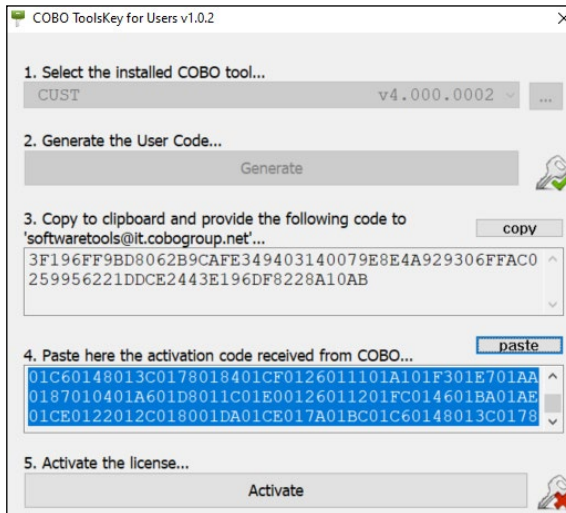 COBO ToolsKey for Users v1.0.2
1. Select the installed COBO tool...
CUST v4.000.0002
...
2. Generate the User Code...
Generate
3. Copy to clipboard and provide the following code to
'softwaretools@it.cobogroup.net'...
copy
3F196FF9BD8062B9CAFE349403140079E8E4A929306FFAC0
259956221DDCE2443E196DF8228A10AB
paste
4. Paste here the activation code received from COBO...
01C60148013C0178018401CF0126011101A101F301E701AA
0187010401A601D8011C01E00126011201FC014601BA01AE
01CE0122012C018001DA01CE017A01BC01C60148013C0178
5. Activate the license...
Activate